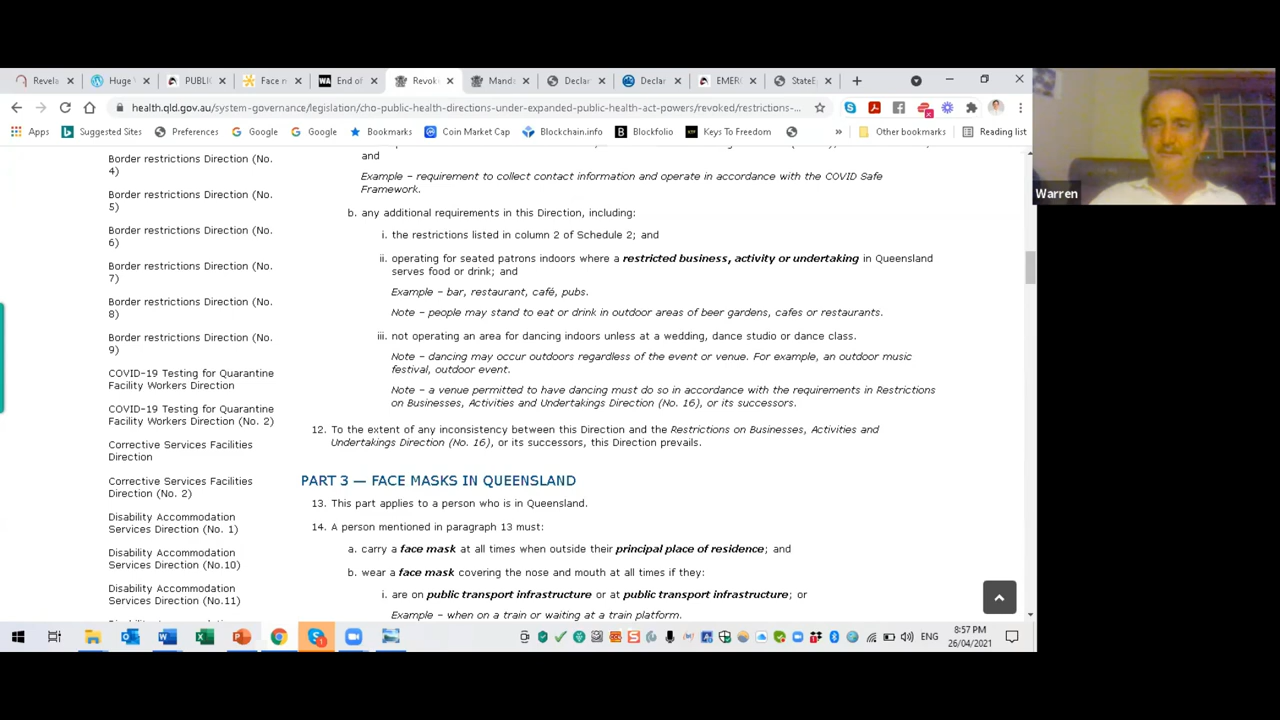 Revela
Huge
PUBLI
Face n
WA End of
Revok
Manda
Declar
Declar
EMER
StateE
health.qld.gov.au/system-governance/legislation/cho-public-health-directions-under-expanded-public-health-act-powers/revoked/restrictions-...
Apps
Suggested Sites
Preferences
Google
Google
Bookmarks
Coin Market Cap
Blockchain.info
Blockfolio
Keys To Freedom
»
Other bookmarks
Reading list
Border restrictions Direction (No.
4)
Border restrictions Direction (No.
5)
Border restrictions Direction (No.
6)
Border restrictions Direction (No.
7)
Border restrictions Direction (No.
8)
Border restrictions Direction (No.
9)
COVID-19 Testing for Quarantine
Facility Workers Direction
COVID-19 Testing for Quarantine
Facility Workers Direction (No. 2)
Corrective Services Facilities
Direction
Corrective Services Facilities
Direction (No. 2)
Disability Accommodation
Services Direction (No. 1)
Disability Accommodation
Services Direction (No.10)
Disability Accommodation
Services Direction (No.11)
and
Example – requirement to collect contact information and operate in accordance with the COVID Safe
Framework.
b. any additional requirements in this Direction, including:
i. the restrictions listed in column 2 of Schedule 2; and
ii. operating for seated patrons indoors where a restricted business, activity or undertaking in Queensland
serves food or drink; and
Example – bar, restaurant, café, pubs.
Note – people may stand to eat or drink in outdoor areas of beer gardens, cafes or restaurants.
iii. not operating an area for dancing indoors unless at a wedding, dance studio or dance class.
Note – dancing may occur outdoors regardless of the event or venue. For example, an outdoor music
festival, outdoor event.
Note – a venue permitted to have dancing must do so in accordance with the requirements in Restrictions
on Businesses, Activities and Undertakings Direction (No. 16), or its successors.
12. To the extent of any inconsistency between this Direction and the Restrictions on Businesses, Activities and
Undertakings Direction (No. 16), or its successors, this Direction prevails.
PART 3 — FACE MASKS IN QUEENSLAND
13. This part applies to a person who is in Queensland.
14. A person mentioned in paragraph 13 must:
a. carry a face mask at all times when outside their principal place of residence; and
b. wear a face mask covering the nose and mouth at all times if they:
i. are on public transport infrastructure or at public transport infrastructure; or
Example – when on a train or waiting at a train platform.
Warren
ENG
8:57 PM
26/04/2021